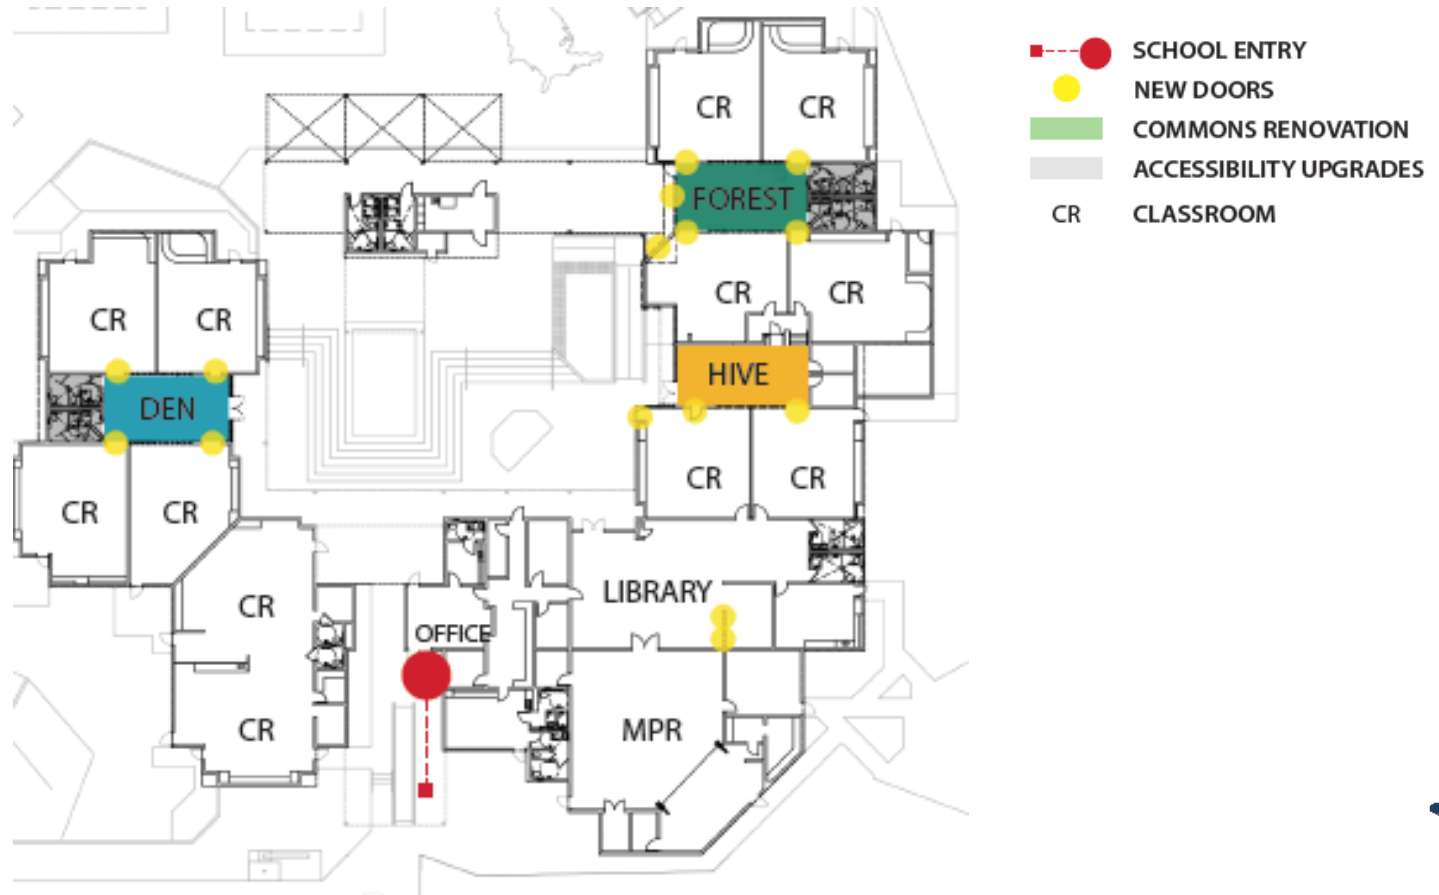 CR CR
FOREST
CR CR
CR CR
HIVE
DEN
CR CR
CR CR
LIBRARY
CR
OFFICE
CR
MPR
SCHOOL ENTRY
NEW DOORS
COMMONS RENOVATION
ACCESSIBILITY UPGRADES
CR CLASSROOM